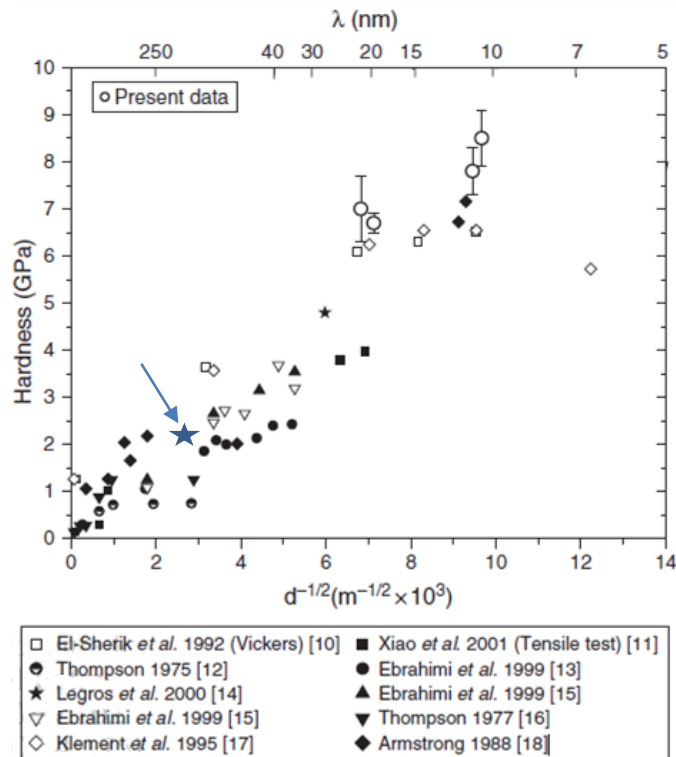 λ (nm)
250 40 30 20 15 10 7 5
10
Present data
9
8
7
6
5
4
3
2
1
0
Hardness (GPa)
0 2 4 6 8 10 12 14
d⁻¹/²(m⁻¹/²×10³)
El-Sherik et al. 1992 (Vickers) [10] Xiao et al. 2001 (Tensile test) [11]
Thompson 1975 [12] Ebrahimi et al. 1999 [13]
Legros et al. 2000 [14] Ebrahimi et al. 1999 [15]
Ebrahimi et al. 1999 [15] Thompson 1977 [16]
Klement et al. 1995 [17] Armstrong 1988 [18]